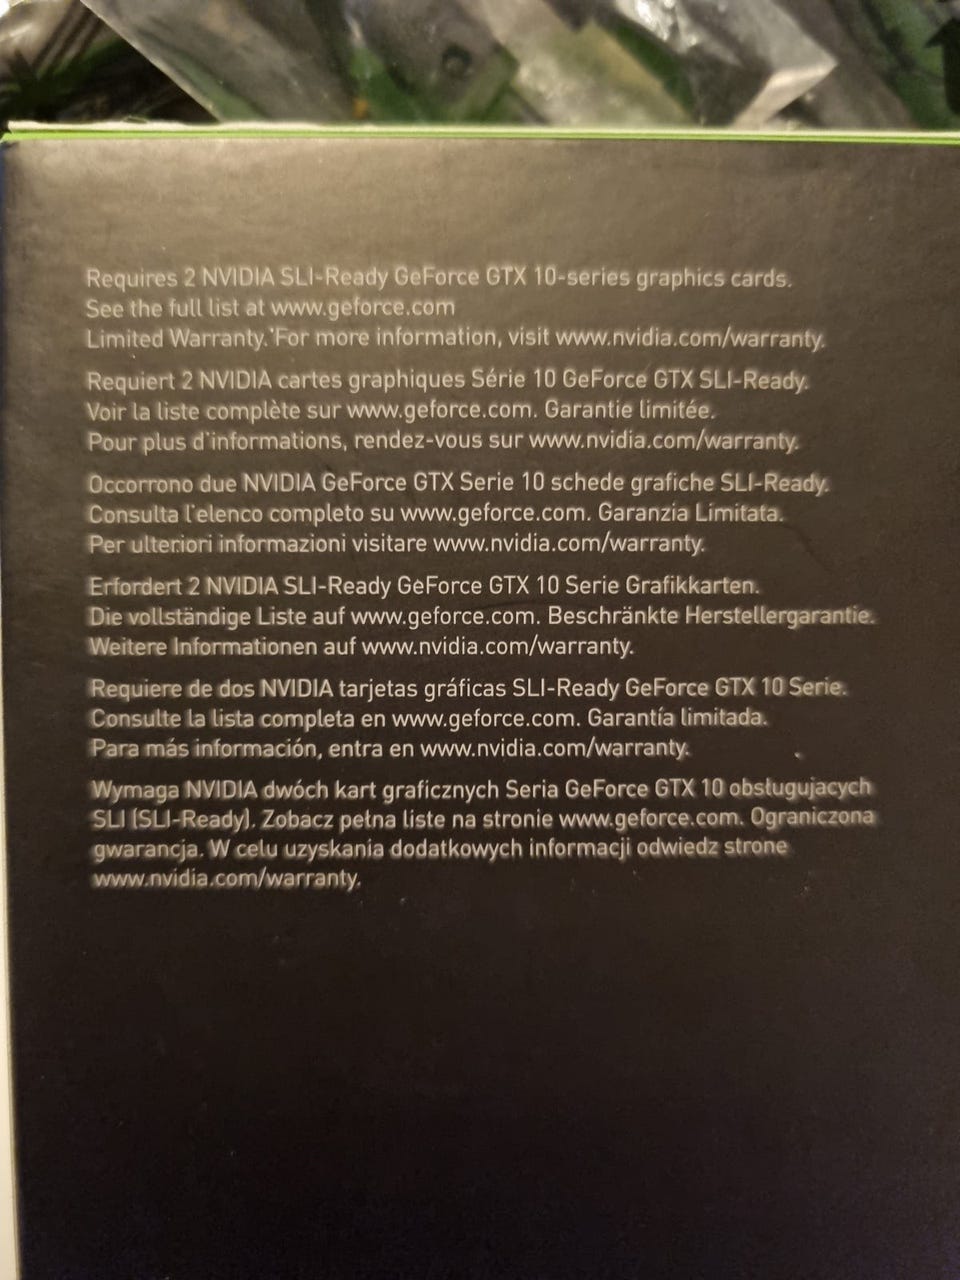 Requires 2 NVIDIA SLI-Ready GeForce GTX 10-series graphics cards.
See the full list at www.geforce.com
Limited Warranty. For more information, visit www.nvidia.com/warranty.
Requiert 2 NVIDIA cartes graphiques Série 10 GeForce GTX SLI-Ready.
Voir la liste complète sur www.geforce.com. Garantie limitée.
Pour plus d'informations, rendez-vous sur www.nvidia.com/warranty.
Occorrono due NVIDIA GeForce GTX Serie 10 schede grafiche SLI-Ready.
Consulta l'elenco completo su www.geforce.com. Garanzia Limitata.
Per ulteriori informazioni visitare www.nvidia.com/warranty.
Erfordert 2 NVIDIA SLI-Ready GeForce GTX 10 Serie Grafikkarten.
Die vollständige Liste auf www.geforce.com. Beschränkte Herstellergarantie.
Weitere Informationen auf www.nvidia.com/warranty.
Requiere de dos NVIDIA tarjetas gráficas SLI-Ready GeForce GTX 10 Serie.
Consulte la lista completa en www.geforce.com. Garantía limitada.
Para más información, entra en www.nvidia.com/warranty.
Wymaga NVIDIA dwóch kart graficznych Seria GeForce GTX 10 obsługujacych
SLI (SLI-Ready). Zobacz pełna liste na stronie www.geforce.com. Ograniczona
gwarancja. W celu uzyskania dodatkowych informacji odwiedz strone
www.nvidia.com/warranty.